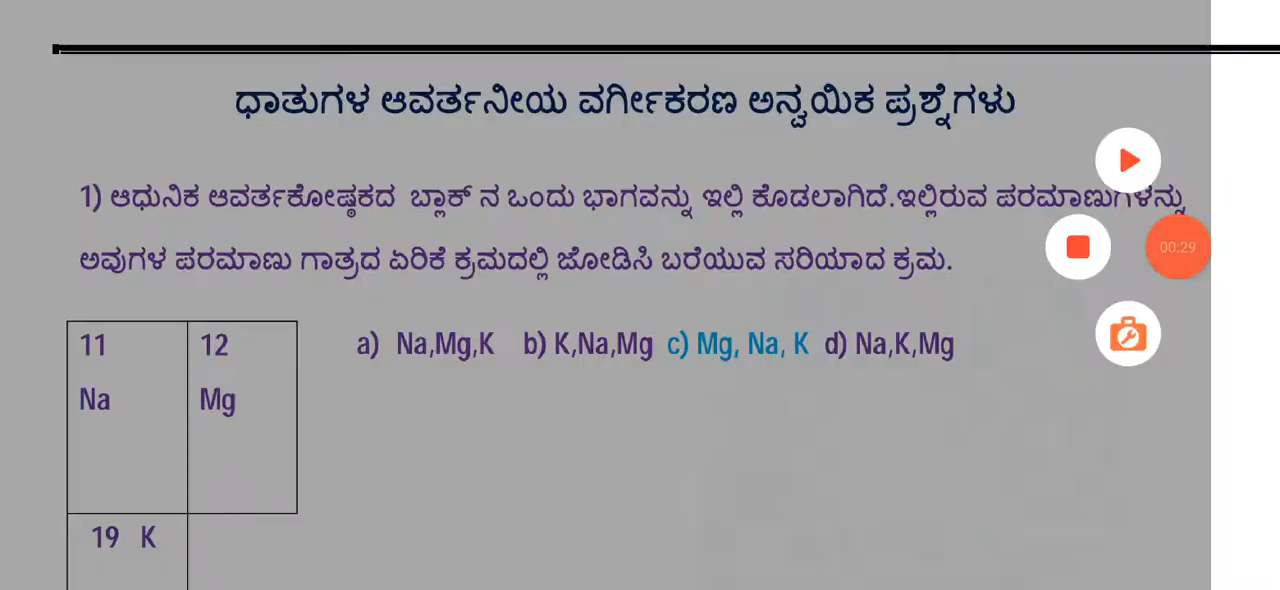 ಧಾತುಗಳ ಆವರ್ತನೀಯ ವರ್ಗೀಕರಣ ಅನ್ವಯಿಕ ಪ್ರಶ್ನೆಗಳು
1) ಆಧುನಿಕ ಆವರ್ತಕೋಷ್ಠಕದ ಬ್ಲಾಕ್ ನ ಒಂದು ಭಾಗವನ್ನು ಇಲ್ಲಿ ಕೊಡಲಾಗಿದೆ.ಇಲ್ಲಿರುವ ಪರಮಾಣುಗಳನ್ನು
ಅವುಗಳ ಪರಮಾಣು ಗಾತ್ರದ ಏರಿಕೆ ಕ್ರಮದಲ್ಲಿ ಜೋಡಿಸಿ ಬರೆಯುವ ಸರಿಯಾದ ಕ್ರಮ.
00:29
11 12 a) Na,Mg,K b) K,Na,Mg c) Mg, Na, K d) Na,K,Mg
Na Mg
19 K